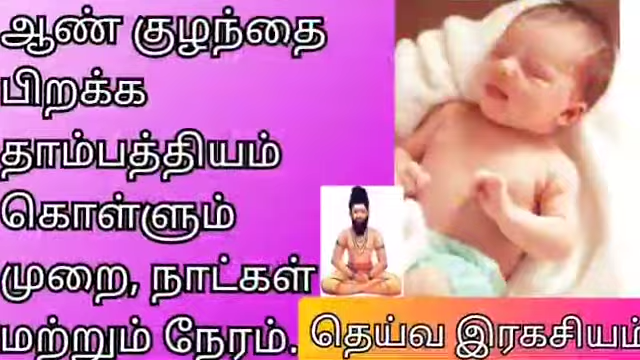 ஆண் குழந்தை
பிறக்க
தாம்பத்தியம்
கொள்ளும்
முறை, நாட்கள்
மற்றும் நேரம்.
தெய்வ இரகசியம்